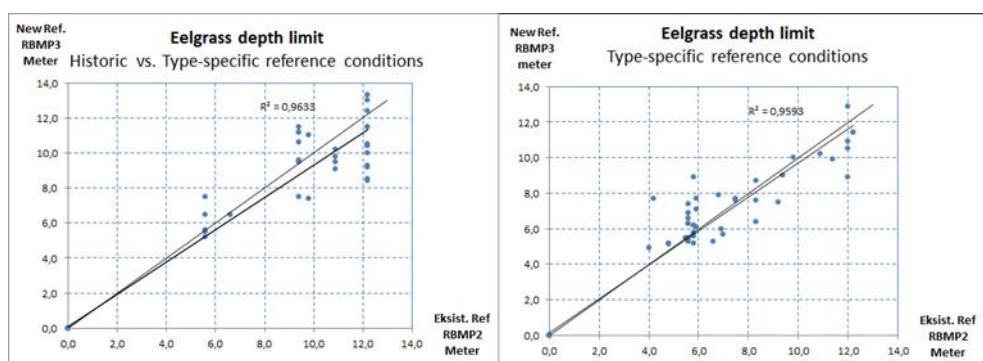 New Ref.
RBMP3
Meter
Eelgrass depth limit
Historic vs. Type-specific reference conditions
14,0
12,0
10,0
8,0
6,0
4,0
2,0
0,0
R² = 0,9633
0,0 2,0 4,0 6,0 8,0 10,0 12,0 14,0
Eksist. Ref
RBMP2
Meter
New Ref.
RBMP3
meter
Eelgrass depth limit
Type-specific reference conditions
14,0
12,0
10,0
8,0
6,0
4,0
2,0
0,0
R² = 0,9593
0,0 2,0 4,0 6,0 8,0 10,0 12,0 14,0
Eksist. Ref
RBMP2
Meter